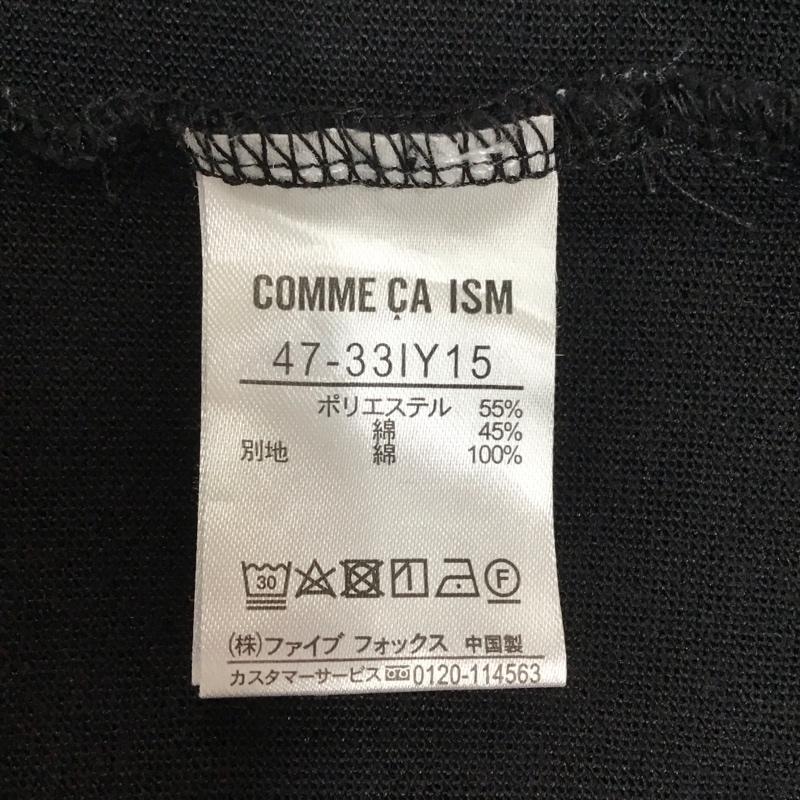 COMME ÇA ISM
47-33IY15
ポリエステル 55%
綿 45%
別地 綿 100%
30 F
(株)ファイブ フォックス 中国製
カスタマーサービス 0120-114563